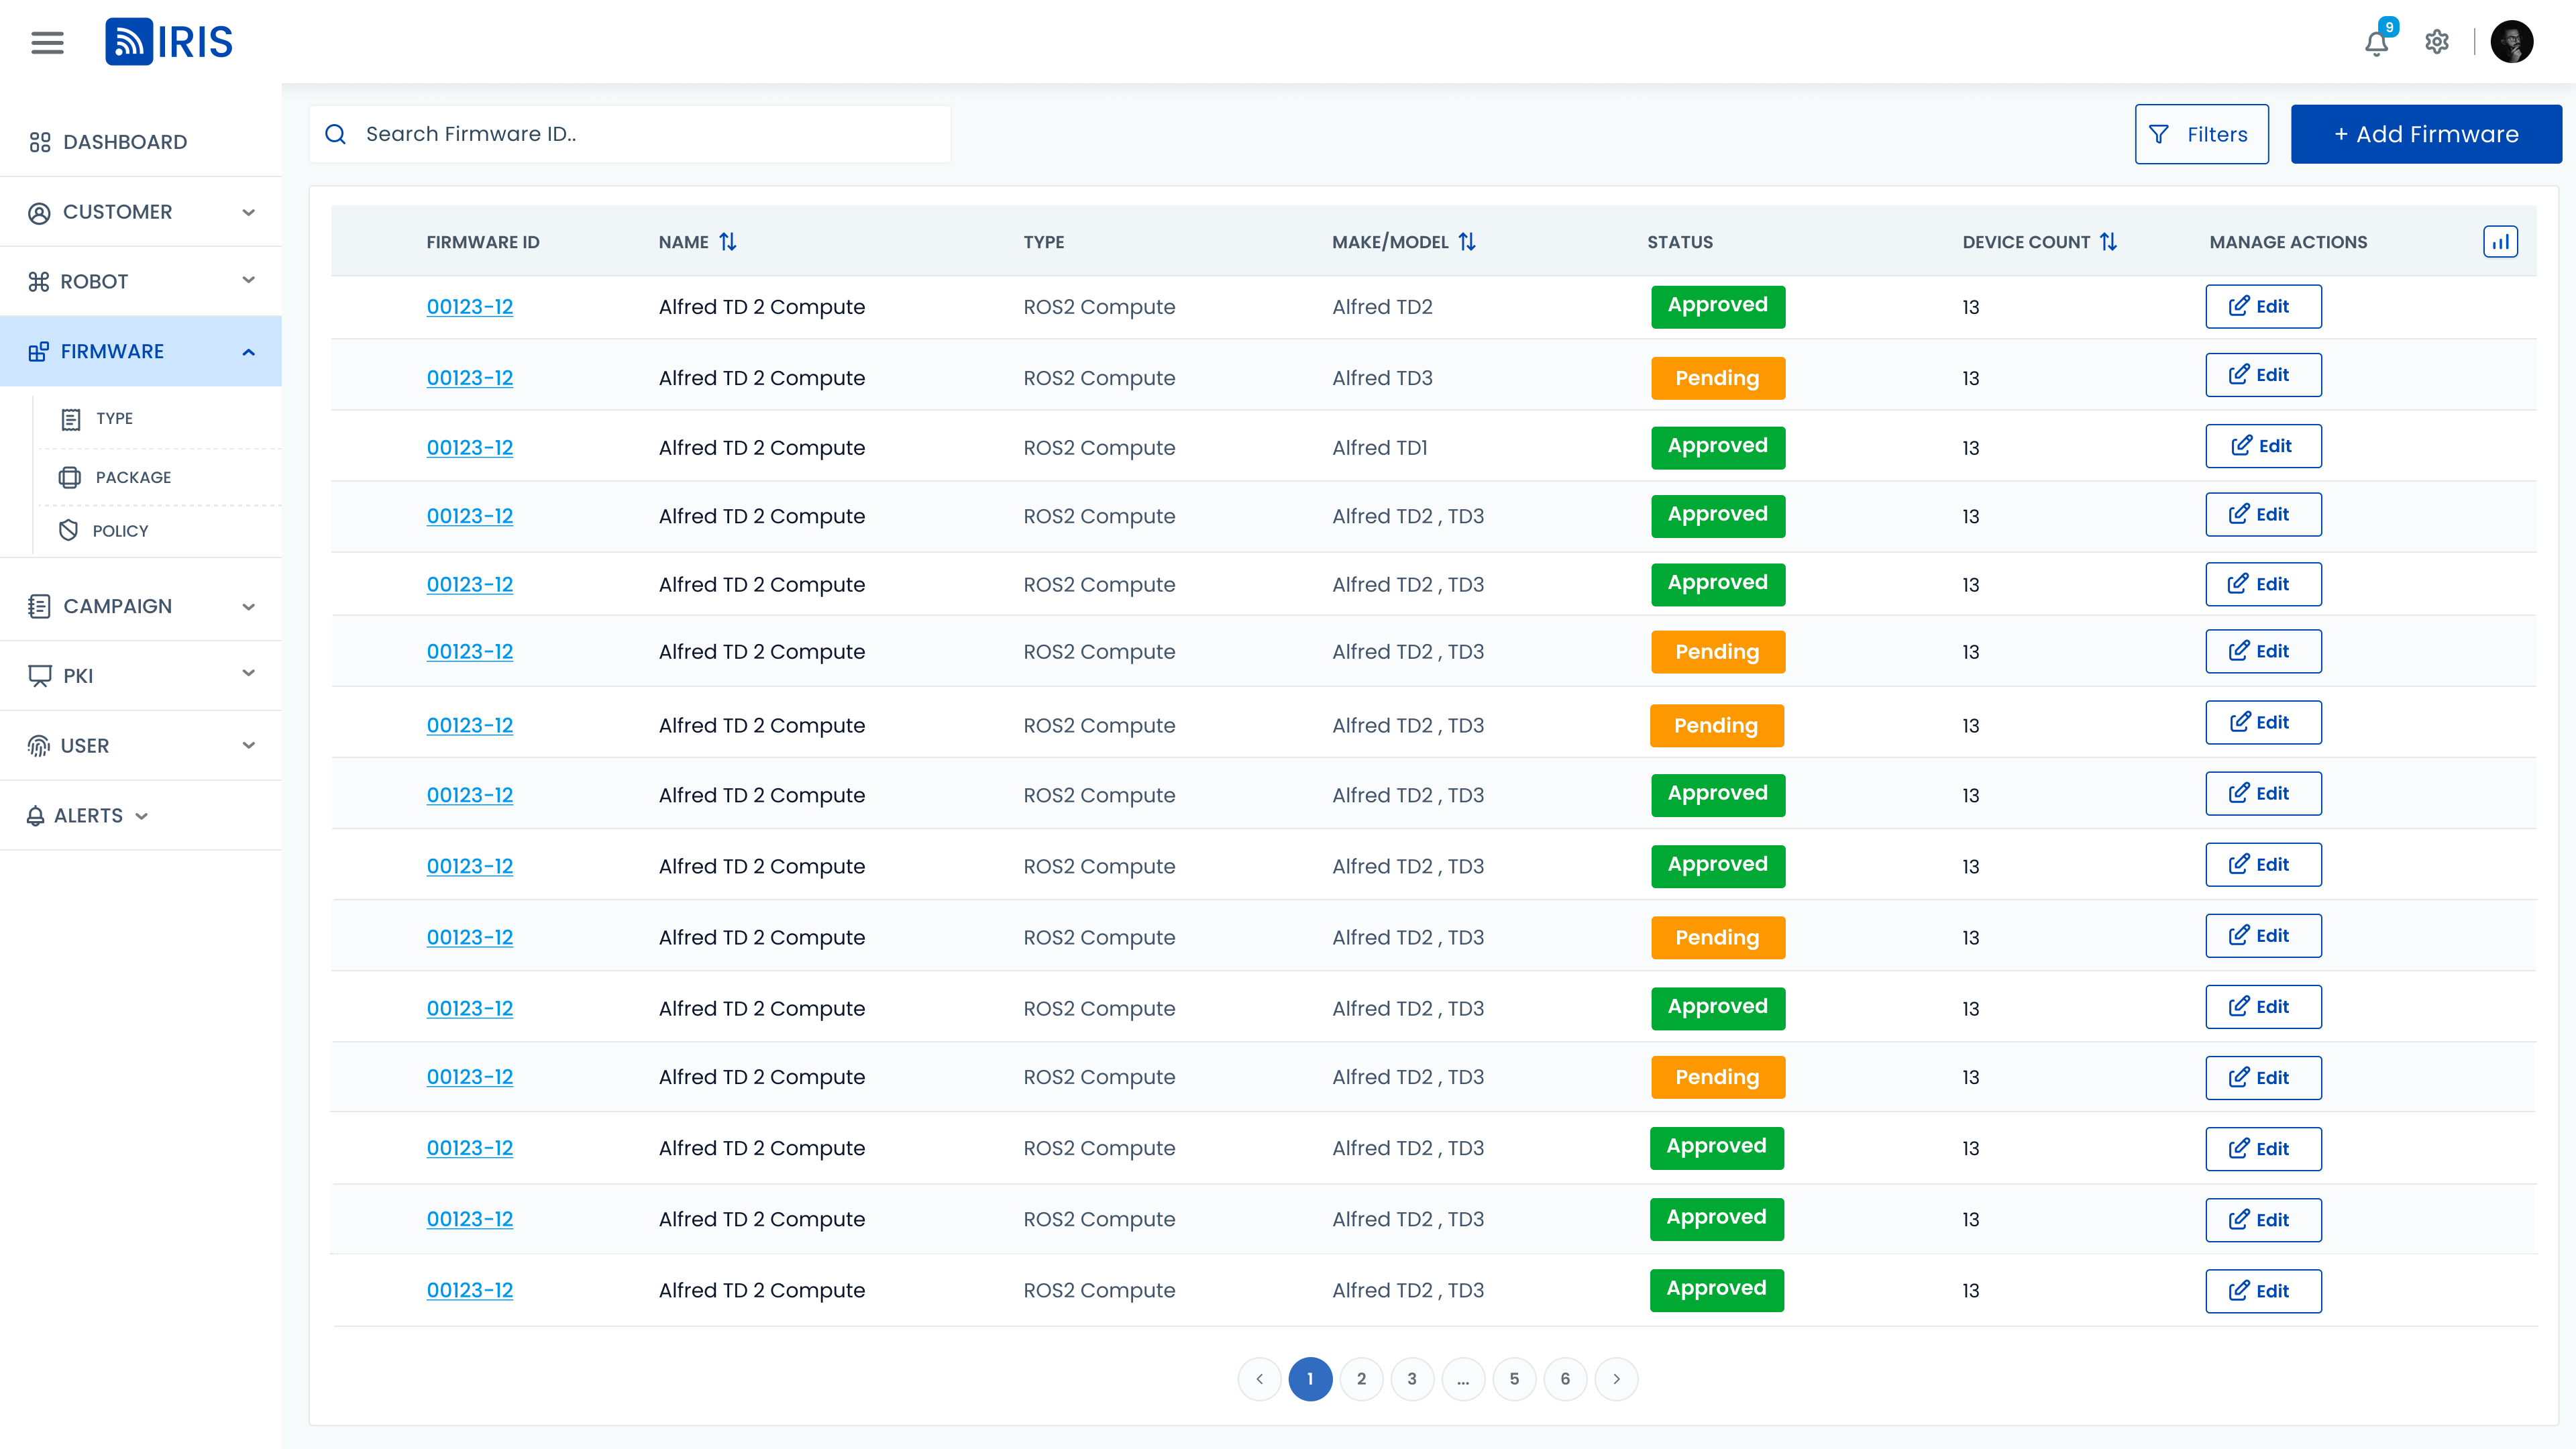 IRIS
9
DASHBOARD
CUSTOMER
ROBOT
FIRMWARE
TYPE
PACKAGE
POLICY
CAMPAIGN
PKI
USER
ALERTS
Search Firmware ID..
Filters
+ Add Firmware
FIRMWARE ID NAME TYPE MAKE/MODEL STATUS DEVICE COUNT MANAGE ACTIONS
00123-12 Alfred TD 2 Compute ROS2 Compute Alfred TD2 Approved 13 Edit
00123-12 Alfred TD 2 Compute ROS2 Compute Alfred TD3 Pending 13 Edit
00123-12 Alfred TD 2 Compute ROS2 Compute Alfred TD1 Approved 13 Edit
00123-12 Alfred TD 2 Compute ROS2 Compute Alfred TD2 , TD3 Approved 13 Edit
00123-12 Alfred TD 2 Compute ROS2 Compute Alfred TD2 , TD3 Approved 13 Edit
00123-12 Alfred TD 2 Compute ROS2 Compute Alfred TD2 , TD3 Pending 13 Edit
00123-12 Alfred TD 2 Compute ROS2 Compute Alfred TD2 , TD3 Pending 13 Edit
00123-12 Alfred TD 2 Compute ROS2 Compute Alfred TD2 , TD3 Approved 13 Edit
00123-12 Alfred TD 2 Compute ROS2 Compute Alfred TD2 , TD3 Approved 13 Edit
00123-12 Alfred TD 2 Compute ROS2 Compute Alfred TD2 , TD3 Pending 13 Edit
00123-12 Alfred TD 2 Compute ROS2 Compute Alfred TD2 , TD3 Approved 13 Edit
00123-12 Alfred TD 2 Compute ROS2 Compute Alfred TD2 , TD3 Pending 13 Edit
00123-12 Alfred TD 2 Compute ROS2 Compute Alfred TD2 , TD3 Approved 13 Edit
00123-12 Alfred TD 2 Compute ROS2 Compute Alfred TD2 , TD3 Approved 13 Edit
00123-12 Alfred TD 2 Compute ROS2 Compute Alfred TD2 , TD3 Approved 13 Edit
1 2 3 ... 5 6